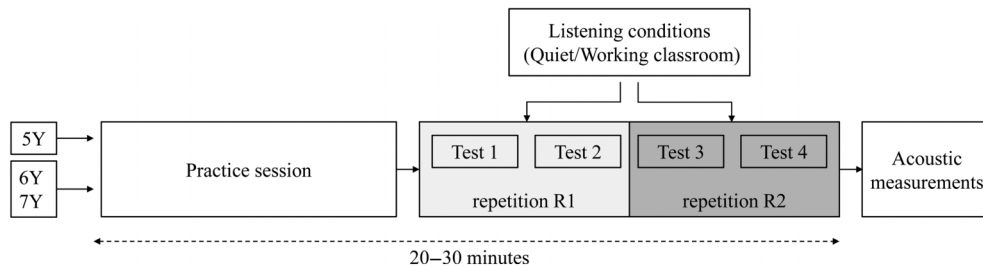 Listening conditions
(Quiet/Working classroom)
5Y
6Y
7Y
Practice session
Test 1
Test 2
repetition R1
Test 3
Test 4
repetition R2
Acoustic
measurements
20–30 minutes